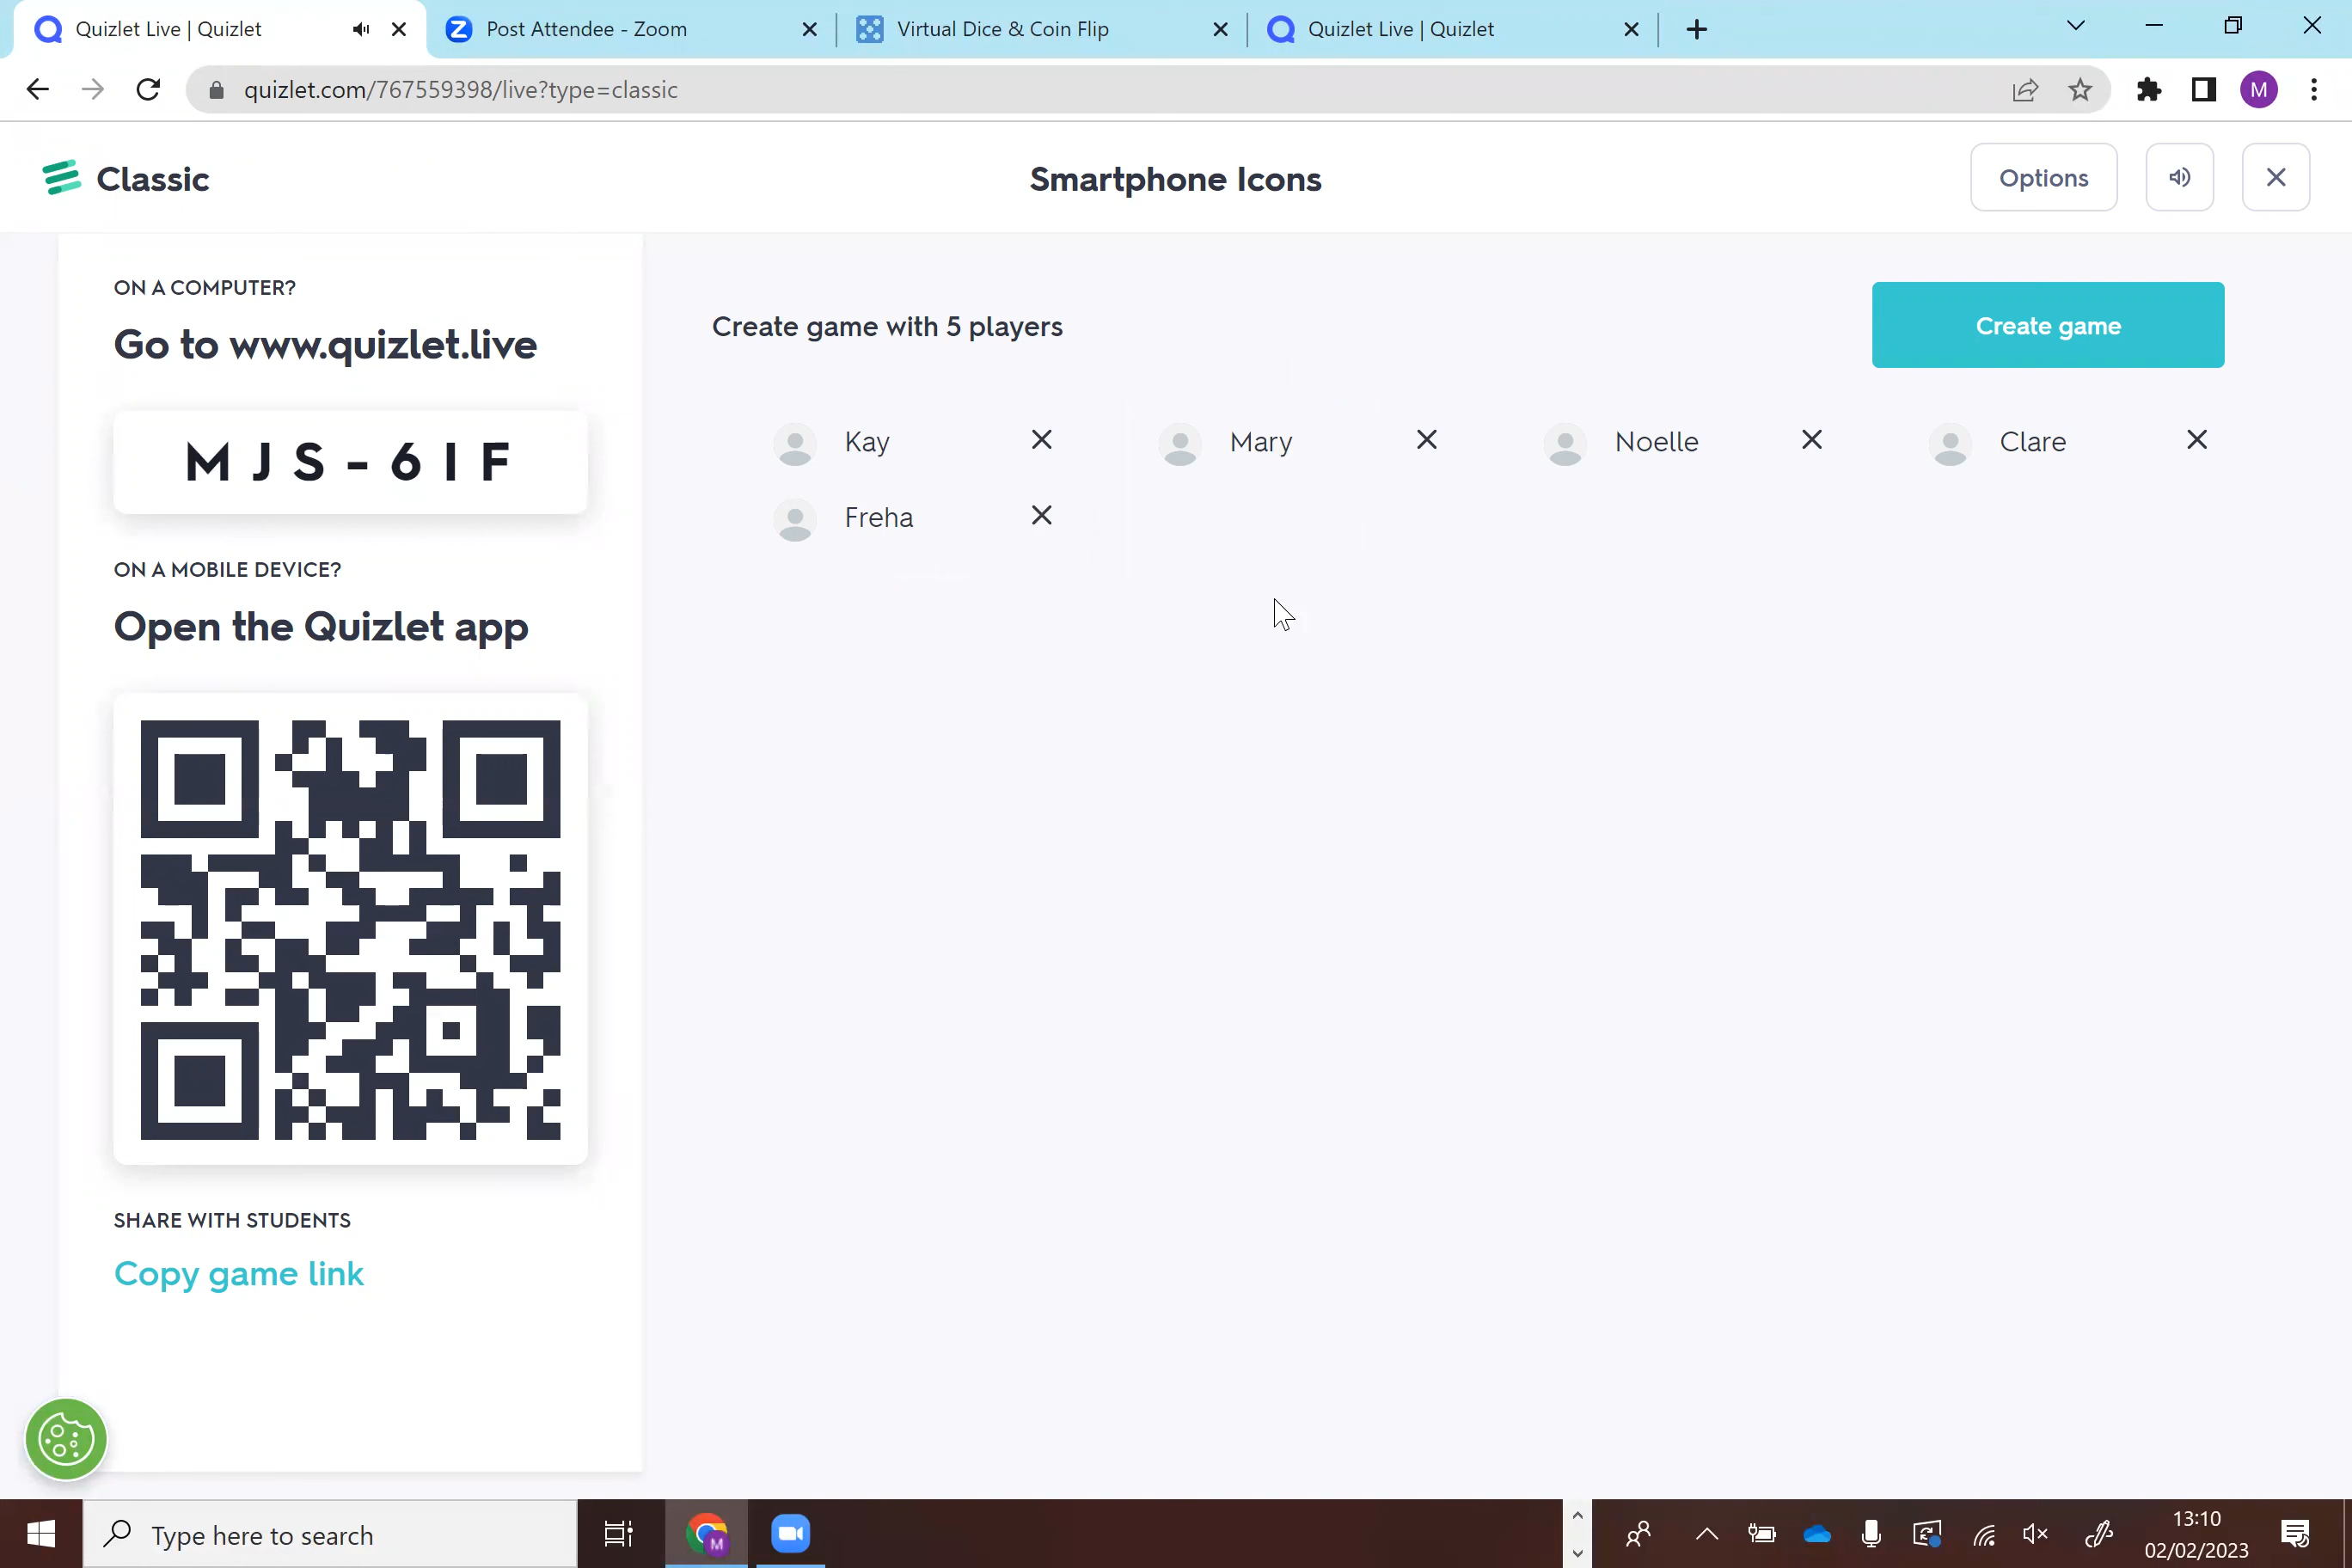 Quizlet Live | Quizlet
Post Attendee - Zoom
Virtual Dice & Coin Flip
Quizlet Live | Quizlet
quizlet.com/767559398/live?type=classic
M
Classic
Smartphone Icons
Options
ON A COMPUTER?
Go to www.quizlet.live
MJS-6IF
ON A MOBILE DEVICE?
Open the Quizlet app
SHARE WITH STUDENTS
Copy game link
Create game with 5 players
Create game
Kay
Mary
Noelle
Clare
Freha
Type here to search
M
13:10
02/02/2023